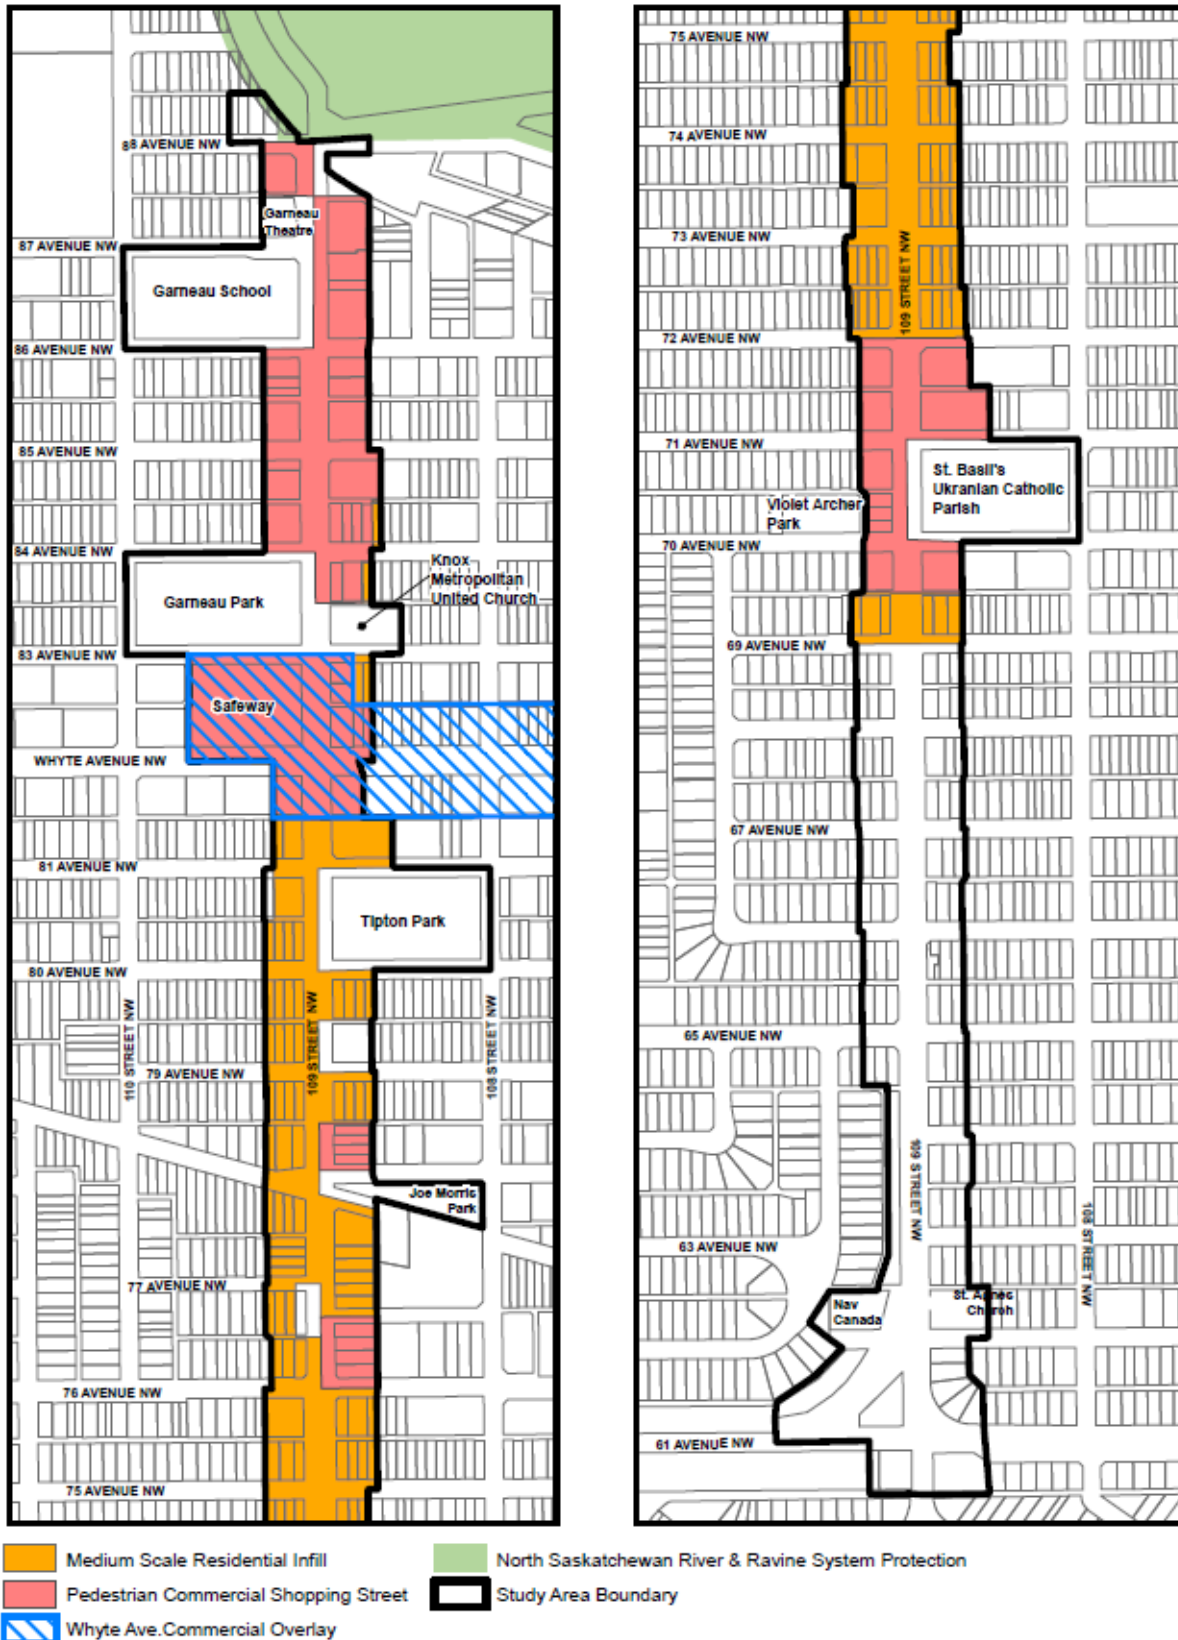 88 AVENUE NW
Garneau
Theatre
87 AVENUE NW
Garneau School
86 AVENUE NW
85 AVENUE NW
84 AVENUE NW
Knox
Metropolitan
United Church
Garneau Park
83 AVENUE NW
Safeway
WHYTE AVENUE NW
81 AVENUE NW
Tipton Park
80 AVENUE NW
110 STREET NW
109 STREET NW
108 STREET NW
79 AVENUE NW
Joe Morris
Park
77 AVENUE NW
76 AVENUE NW
75 AVENUE NW
75 AVENUE NW
74 AVENUE NW
73 AVENUE NW
109 STREET NW
72 AVENUE NW
71 AVENUE NW
St. Basil's
Ukranian Catholic
Parish
Violet Archer
Park
70 AVENUE NW
69 AVENUE NW
67 AVENUE NW
65 AVENUE NW
109 STREET NW
108 STREET NW
63 AVENUE NW
Nav
Canada
St. Agnes
Church
61 AVENUE NW
Medium Scale Residential Infill
North Saskatchewan River & Ravine System Protection
Pedestrian Commercial Shopping Street
Study Area Boundary
Whyte Ave.Commercial Overlay